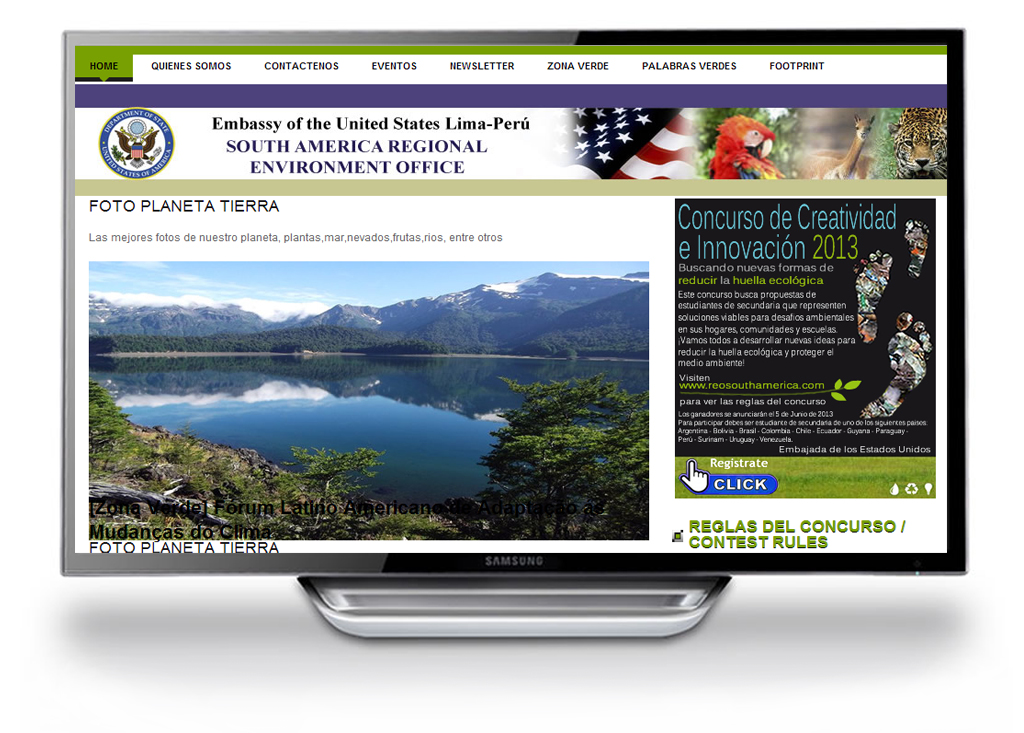 HOME QUIENES SOMOS CONTACTENOS EVENTOS NEWSLETTER ZONA VERDE PALABRAS VERDES FOOTPRINT
DEPARTMENT OF STATE
UNITED STATES OF AMERICA
Embassy of the United States Lima-Perú
SOUTH AMERICA REGIONAL
ENVIRONMENT OFFICE
FOTO PLANETA TIERRA
Las mejores fotos de nuestro planeta, plantas,mar,nevados,frutas,rios, entre otros
[Zona Verde] Fórum Latino Americano de Adaptação às
Mudanças do Clima
FOTO PLANETA TIERRA
Concurso de Creatividad
e Innovación 2013
Buscando nuevas formas de
reducir la huella ecológica
Este concurso busca propuestas de
estudiantes de secundaria que representen
soluciones viables para desafios ambientales
en sus hogares, comunidades y escuelas.
¡Vamos todos a desarrollar nuevas ideas para
reducir la huella ecológica y proteger el
medio ambiente!
Visiten
www.reosouthamerica.com
para ver las reglas del concurso
Los ganadores se anunciarán el 5 de Junio de 2013
Para participar debes ser estudiante de secundaria de uno de los siguientes paises:
Argentina - Bolivia - Brasil - Colombia - Chile - Ecuador - Guyana - Paraguay -
Perú - Surinam - Uruguay - Venezuela.
Embajada de los Estados Unidos
Registrate
CLICK
REGLAS DEL CONCURSO /
CONTEST RULES
SAMSUNG